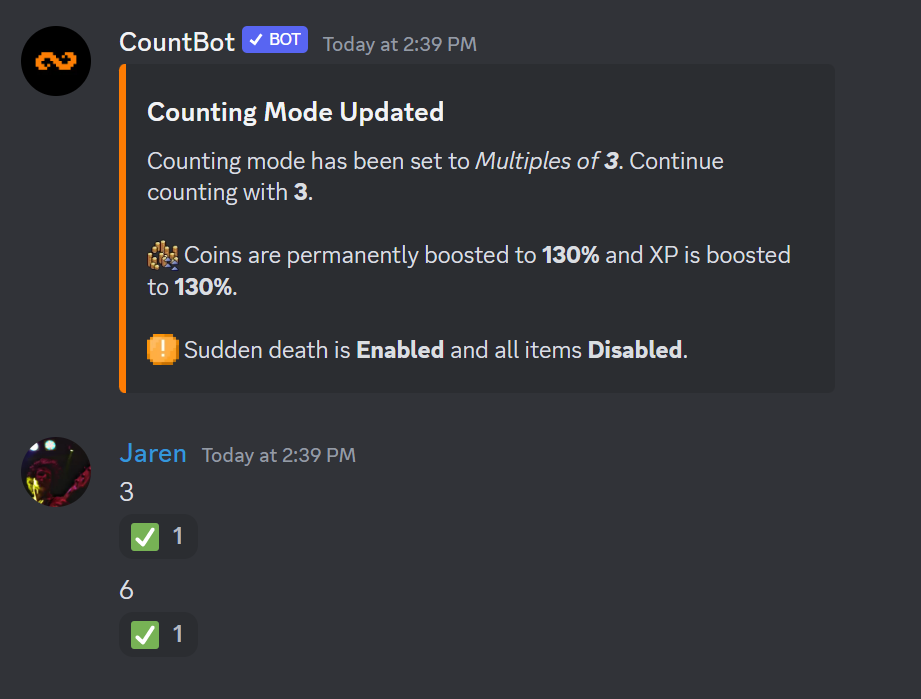 CountBot ✓ BOT Today at 2:39 PM
Counting Mode Updated
Counting mode has been set to Multiples of 3. Continue
counting with 3.
Coins are permanently boosted to 130% and XP is boosted
to 130%.
! Sudden death is Enabled and all items Disabled.
Jaren Today at 2:39 PM
3
✅ 1
6
✅ 1